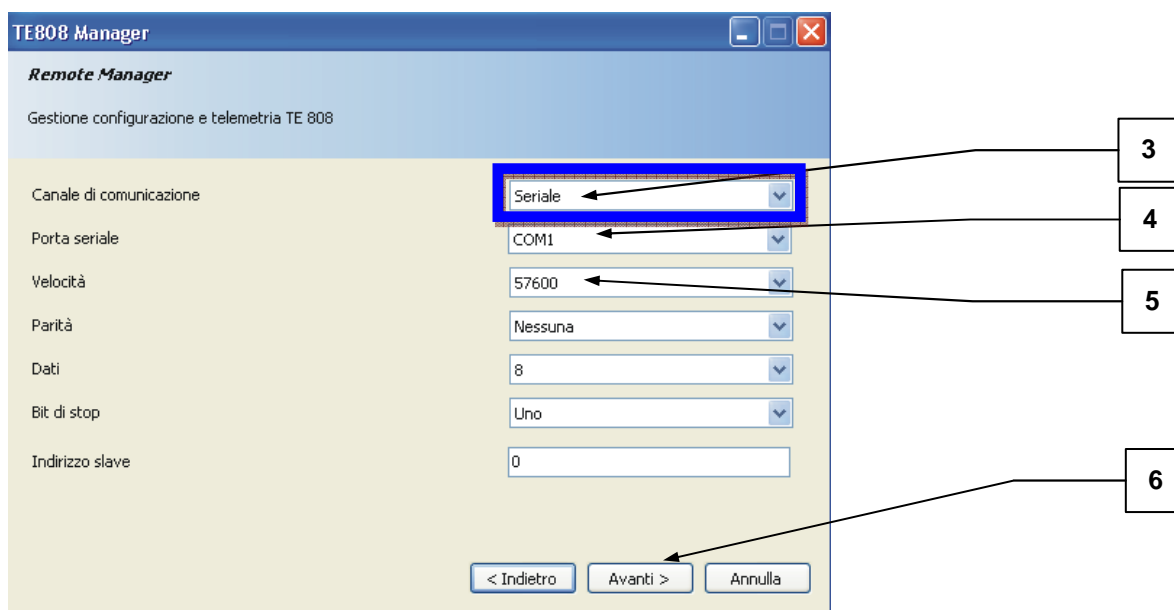 TE808 Manager
Remote Manager
Gestione configurazione e telemetria TE 808
Canale di comunicazione
Seriale
3
Porta seriale
COM1
4
Velocità
57600
5
Parità
Nessuna
Dati
8
Bit di stop
Uno
Indirizzo slave
0
6
< Indietro
Avanti >
Annulla